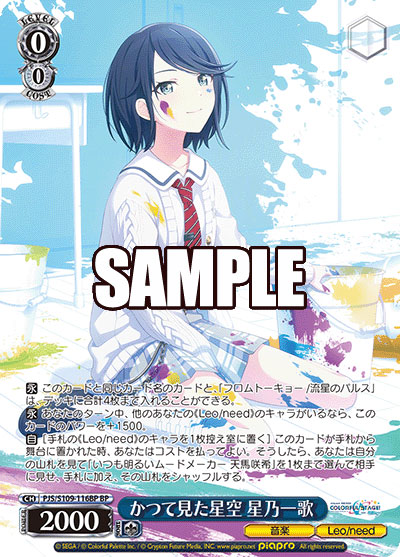 LEVEL
0
0
COST
SAMPLE
永 このカードと同じカード名のカードと、「フロムトーキョー /流星のパルス」
は、デッキに合計4枚まで入れることができる。
永 あなたのターン中、他のあなたの《Leo/need》のキャラがいるなら、この
カードのパワーを+1500。
自 [手札の《Leo/need》のキャラを1枚控え室に置く] このカードが手札から
舞台に置かれた時、あなたはコストを払ってよい。そうしたら、あなたは自分
の山札を見て「いつも明るいムードメーカー 天馬咲希」を1枚まで選んで相手
に見せ、手札に加え、その山札をシャッフルする。
CH PJS/S109-116BP BP
かつて見た星空 星乃一歌
COLORFUL STAGE!
POWER
2000
SOUL
音楽
Leo/need
© SEGA / © Colorful Palette Inc. / © Crypton Future Media, INC. www.piapro.net piapro All rights reserved.